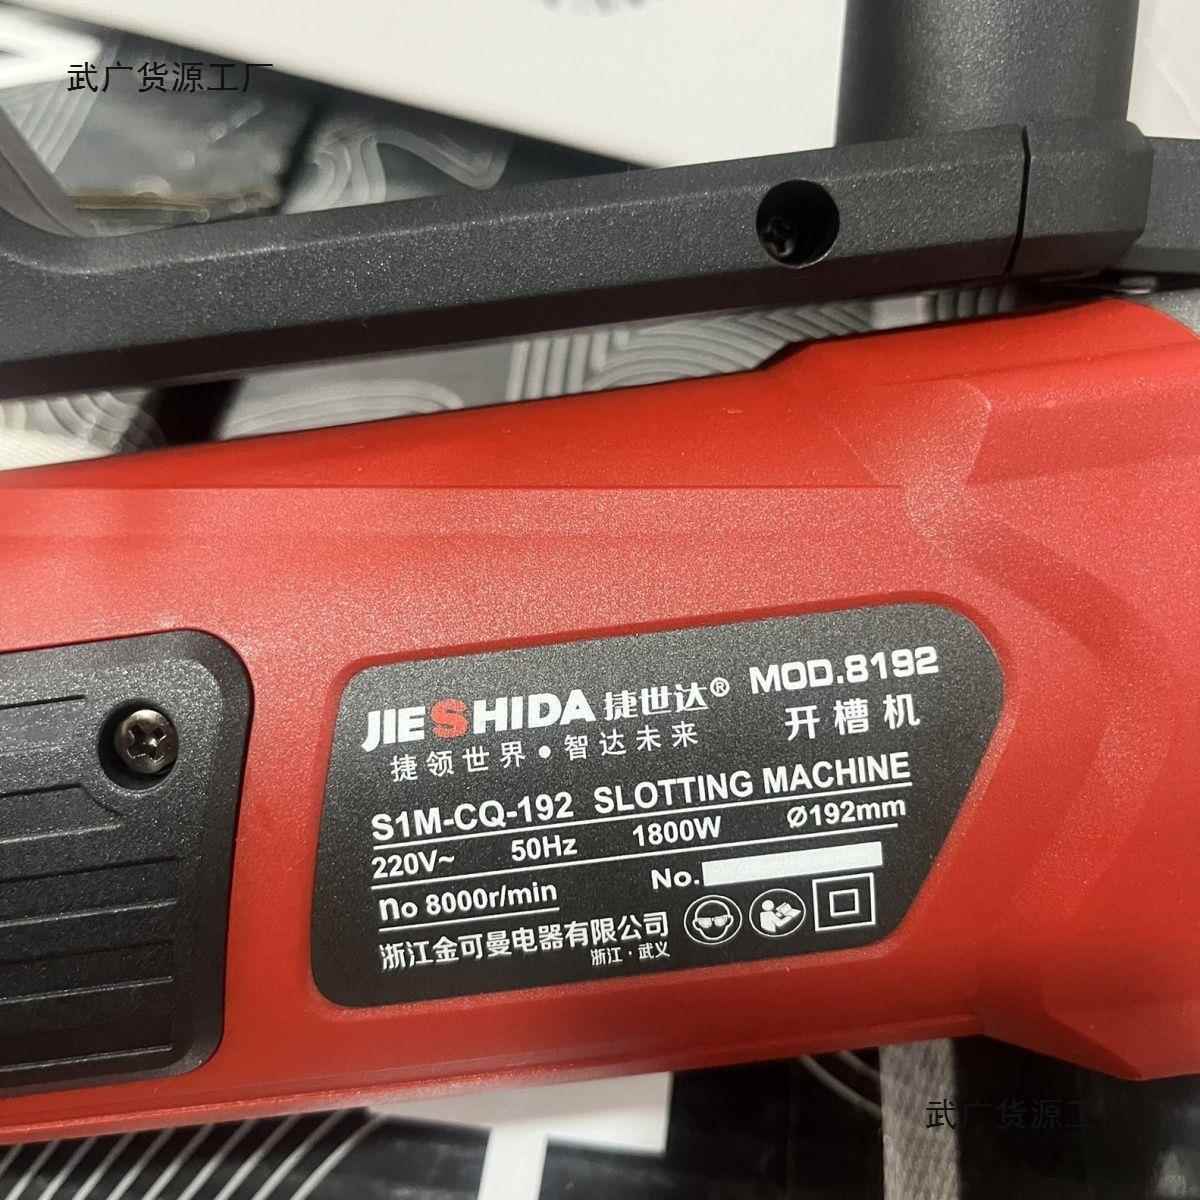 武广货源工厂
JIESHIDA 捷世达® MOD.8192
捷领世界·智达未来 开槽机
S1M-CQ-192 SLOTTING MACHINE
220V~ 50Hz 1800W Ø192mm
no 8000r/min No.
浙江金可曼电器有限公司
浙江·武义
武广货源工